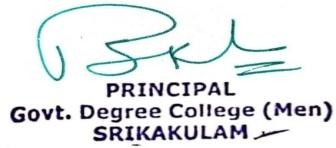 PRINCIPAL
Govt. Degree College (Men)
SRIKAKULAM